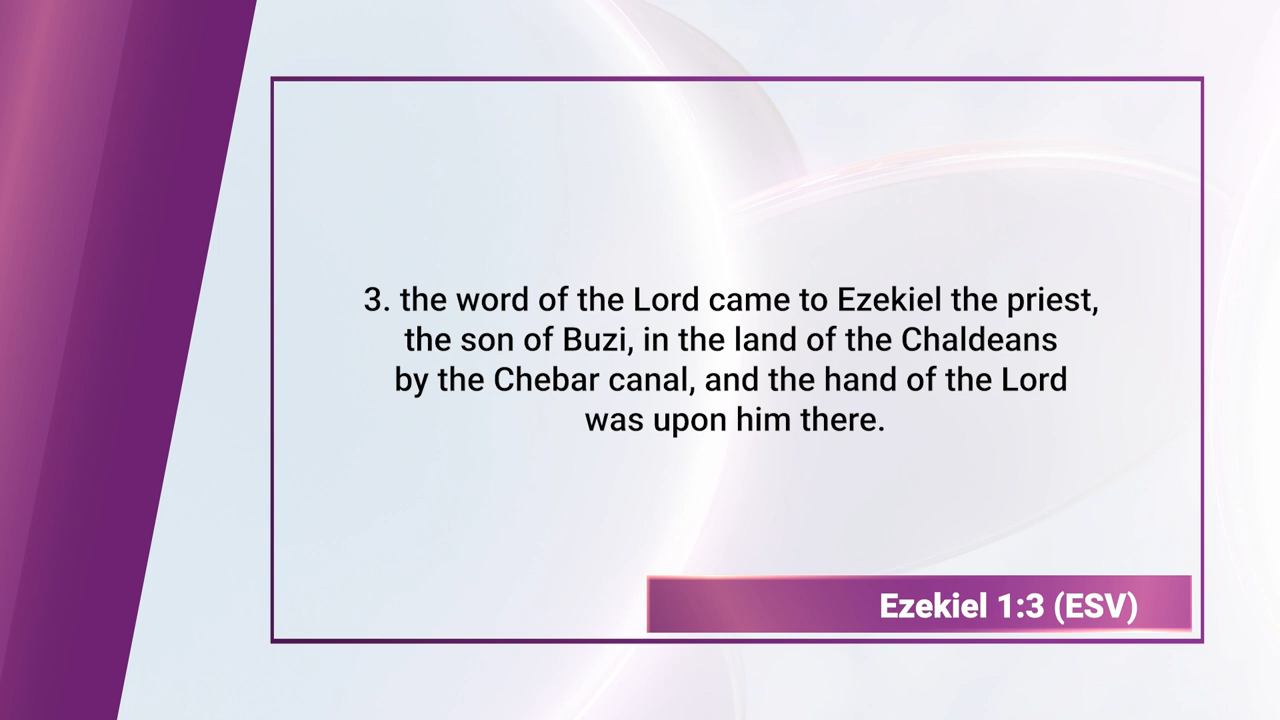 3. the word of the Lord came to Ezekiel the priest,
the son of Buzi, in the land of the Chaldeans
by the Chebar canal, and the hand of the Lord
was upon him there.
Ezekiel 1:3 (ESV)